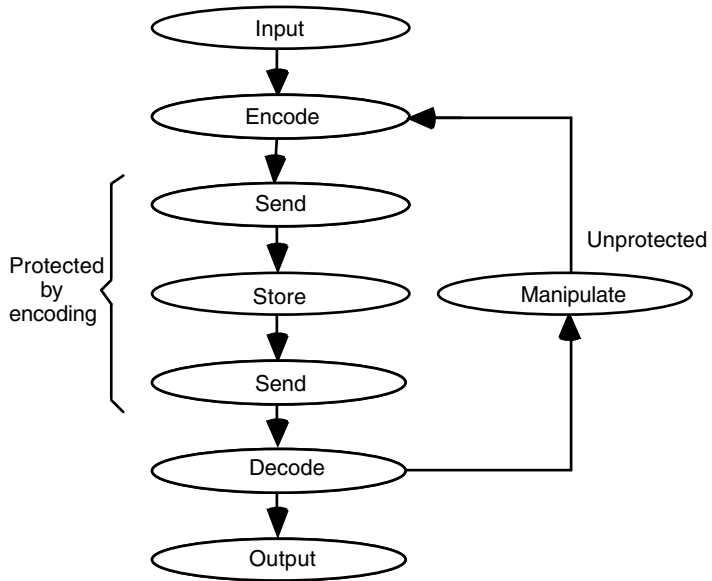 Input
Encode
Send
Unprotected
Protected
by
encoding
Store
Manipulate
Send
Decode
Output